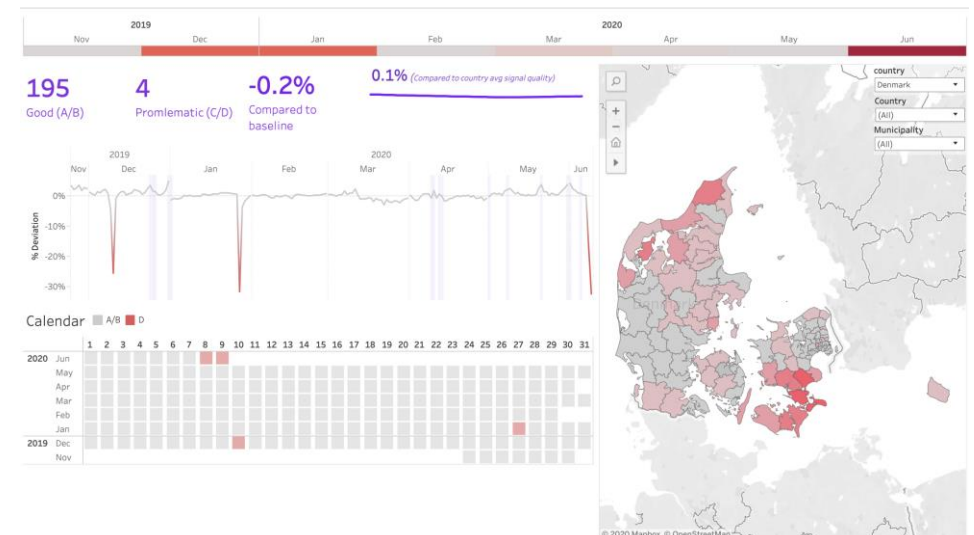 2019 2020
Nov Dec Jan Feb Mar Apr May Jun
195
Good (A/B)
4
Promlematic (C/D)
-0.2%
Compared to
baseline
0.1% (Compared to country avg signal quality)
2019 2020
Nov Dec Jan Feb Mar Apr May Jun
% Deviation
0%
-10%
-20%
-30%
Calendar A/B D
1 2 3 4 5 6 7 8 9 10 11 12 13 14 15 16 17 18 19 20 21 22 23 24 25 26 27 28 29 30 31
2020 Jun
May
Apr
Mar
Feb
Jan
2019 Dec
Nov
country
Denmark
Country
(All)
Municipality
(All)
© 2020 Mapbox © OpenStreetMap